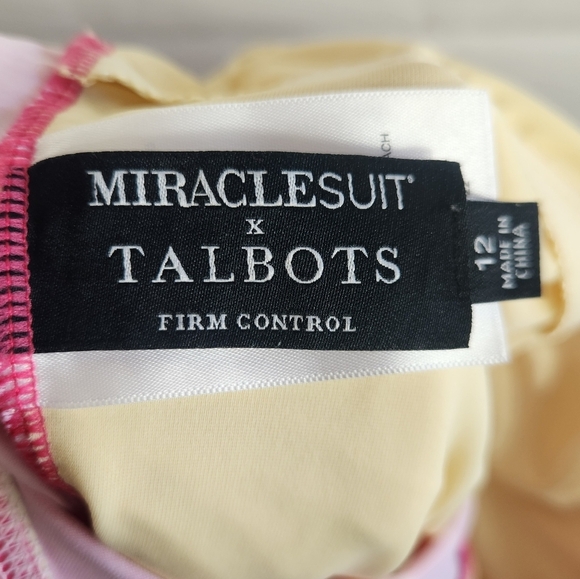 MIRACLESUIT
X
TALBOTS
FIRM CONTROL
12
MADE IN
CHINA